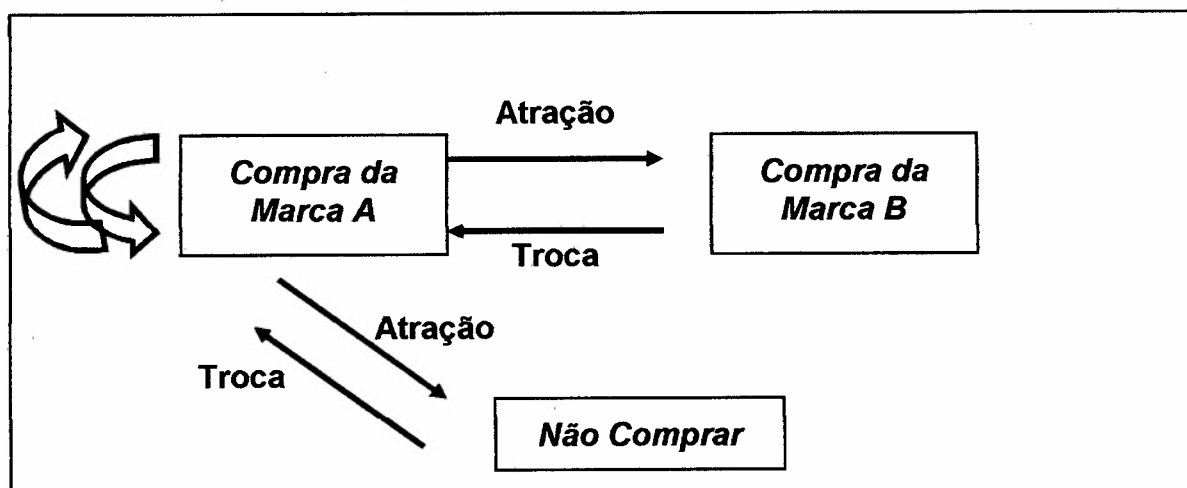 Atração
Compra da
Marca A
Compra da
Marca B
Troca
Atração
Troca
Não Comprar